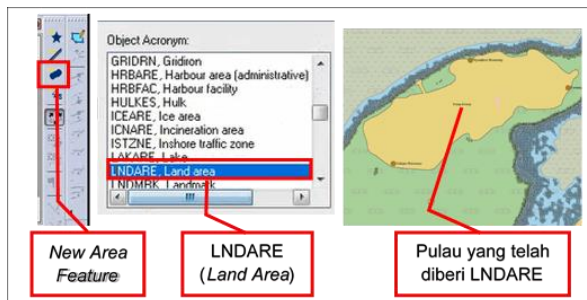 Object Acronym:
GRIDRN, Gridiron
HRBARE, Harbour area (administrative)
HRBFAC, Harbour facility
HULKES, Hulk
ICEARE, Ice area
ICNARE, Incineration area
ISTZNE, Inshore traffic zone
LAKARE, Lake
LNDARE, Land area
LNDMRK, Landmark
New Area
Feature
LNDARE
(Land Area)
Pulau yang telah
diberi LNDARE